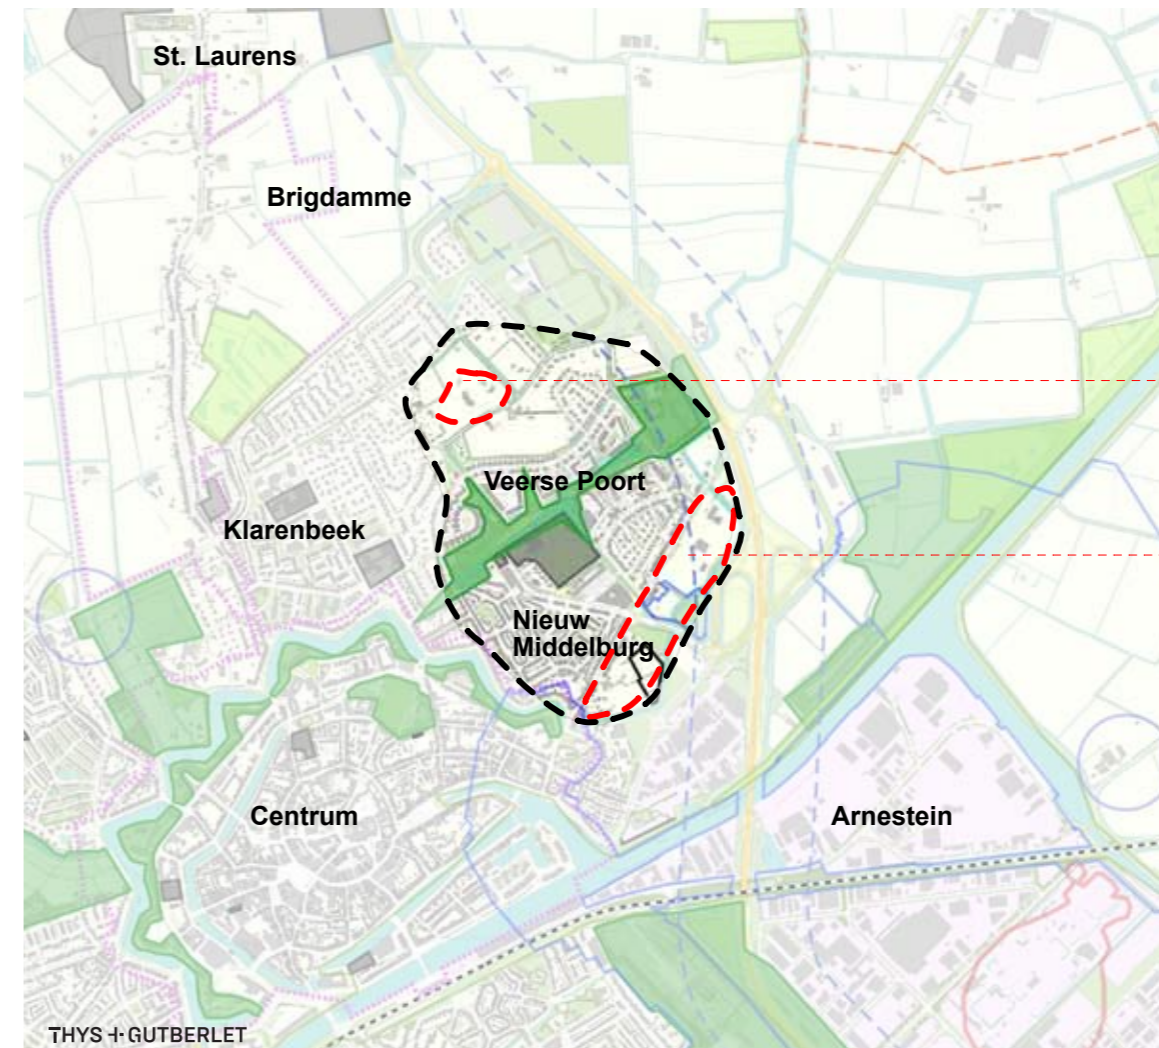 St. Laurens
Brigdamme
Veerse Poort
Klarenbeek
Nieuw
Middelburg
Centrum
Arnestein
THYS + GUTBERLET